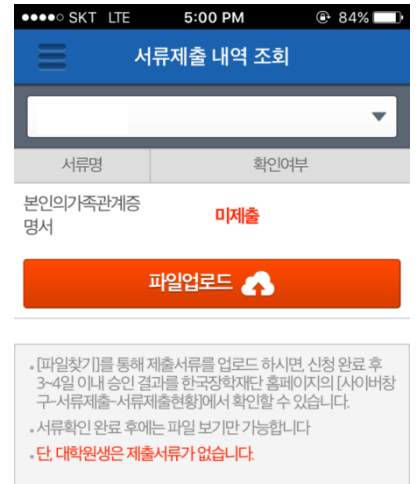 SKT LTE 5:00 PM 84%
서류제출 내역 조회
서류명 확인여부
본인의가족관계증
명서
미제출
파일업로드
[파일찾기]를 통해 제출서류를 업로드 하시면, 신청 완료 후
3~4일 이내 승인 결과를 한국장학재단 홈페이지의 [사이버창
구-서류제출-서류제출현황]에서 확인할 수 있습니다.
서류확인 완료 후에는 파일 보기만 가능합니다
단, 대학원생은 제출서류가 없습니다.